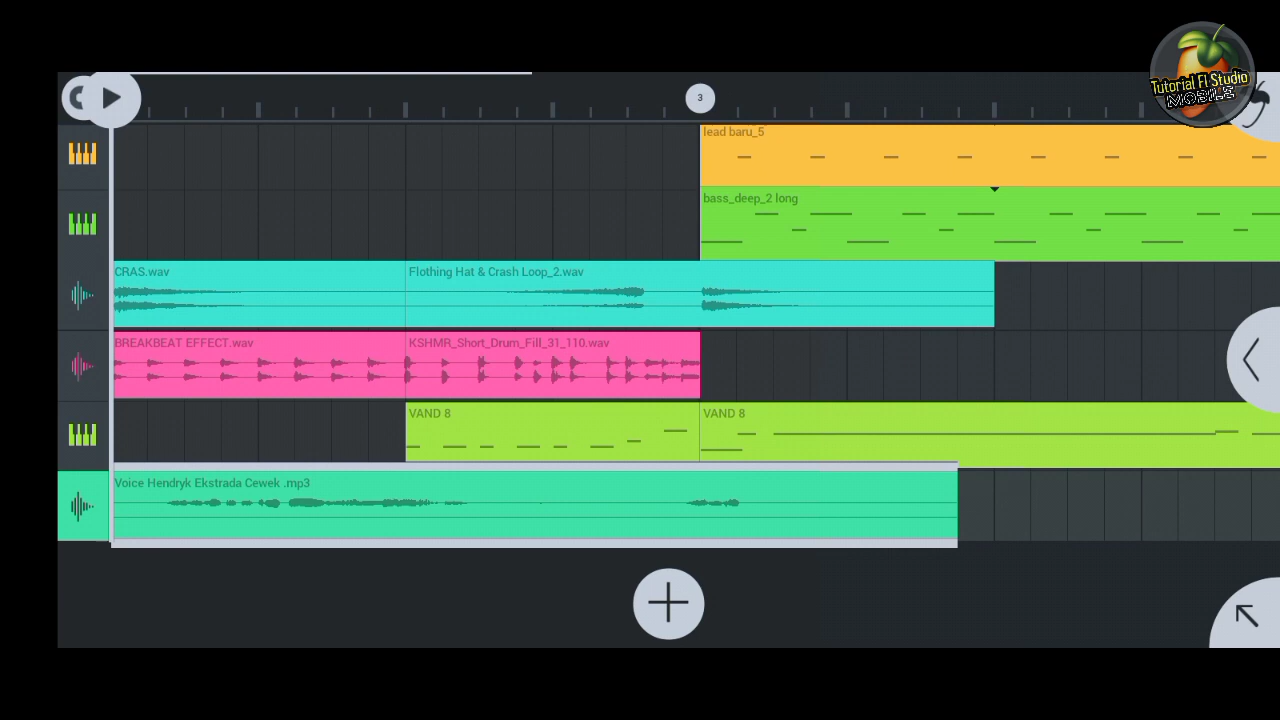 Tutorial Fl Studio
MOBILE
3
lead baru_5
bass_deep_2 long
CRAS.wav
Flothing Hat & Crash Loop_2.wav
BREAKBEAT EFFECT.wav
KSHMR_Short_Drum_Fill_31_110.wav
VAND 8
VAND 8
Voice Hendryk Ekstrada Cewek .mp3